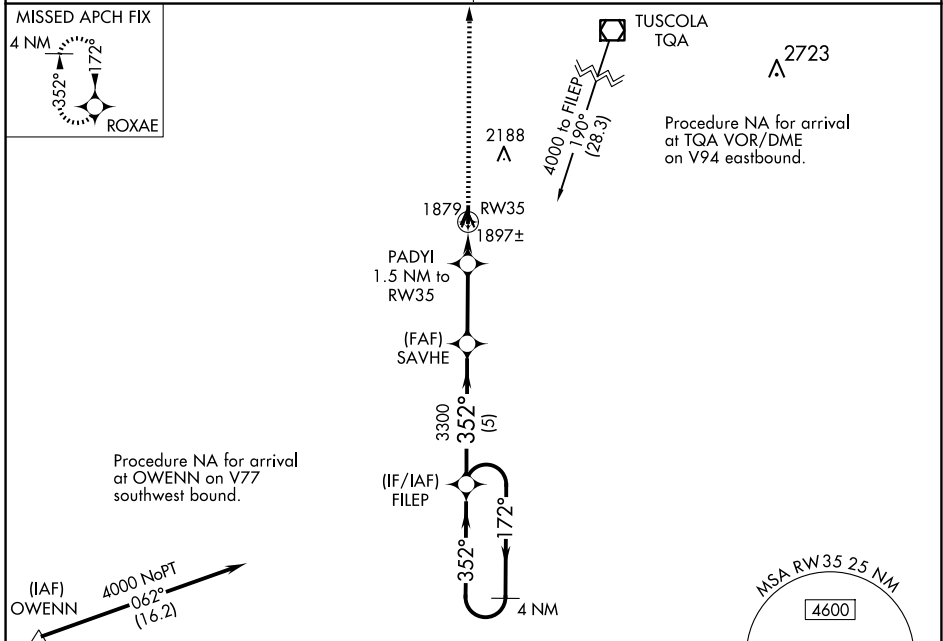 MISSED APCH FIX
4 NM
352°
172°
ROXAE
TUSCOLA
TQA
2723
4000 to FILEP
190°
(28.3)
Procedure NA for arrival
at TQA VOR/DME
on V94 eastbound.
2188
1879
RW35
1897±
PADYI
1.5 NM to
RW35
(FAF)
SAVHE
3300
352°
(5)
Procedure NA for arrival
at OWENN on V77
southwest bound.
(IF/IAF)
FILEP
352°
172°
4 NM
(IAF)
OWENN
4000 NoPT
062°
(16.2)
MSA RW35 25 NM
4600